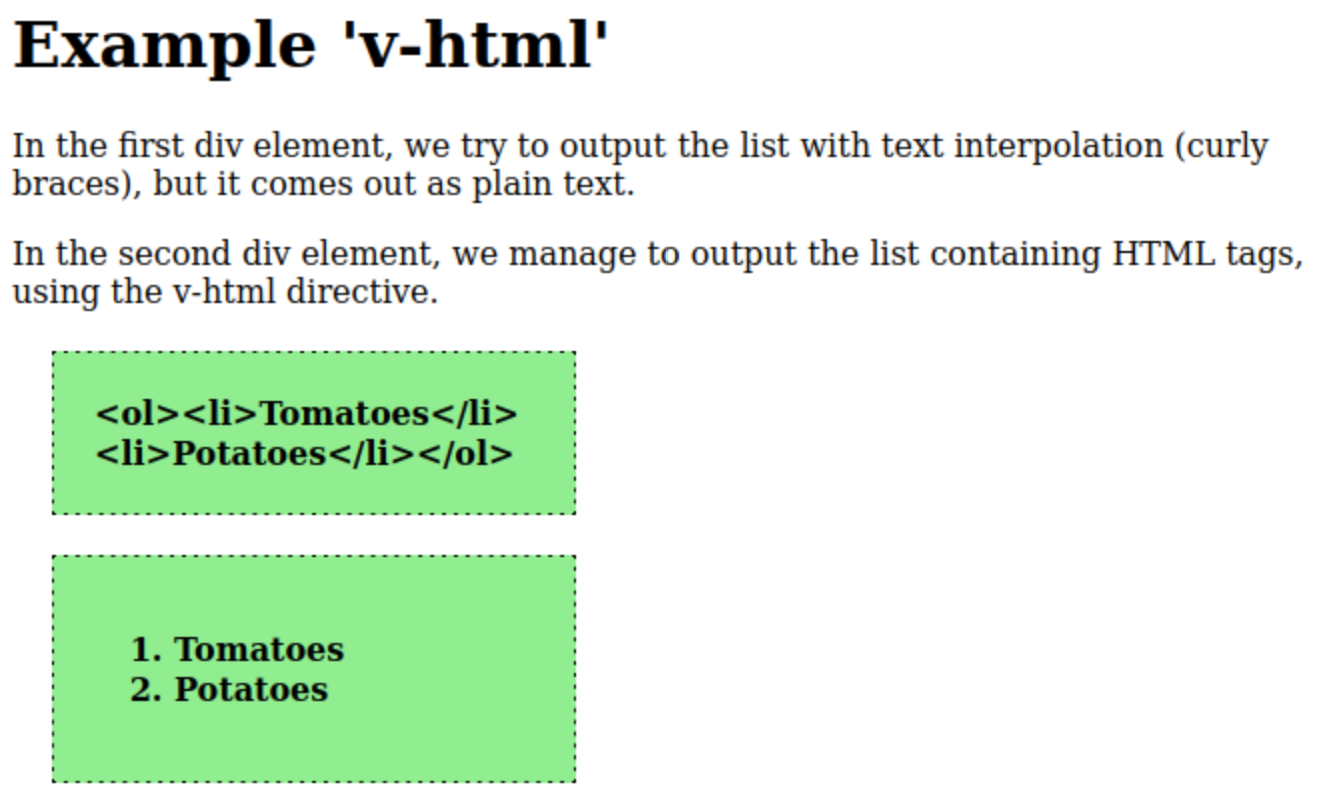 Example 'v-html'
In the first div element, we try to output the list with text interpolation (curly
braces), but it comes out as plain text.
In the second div element, we manage to output the list containing HTML tags,
using the v-html directive.
<ol><li>Tomatoes</li>
<li>Potatoes</li></ol>
1. Tomatoes
2. Potatoes